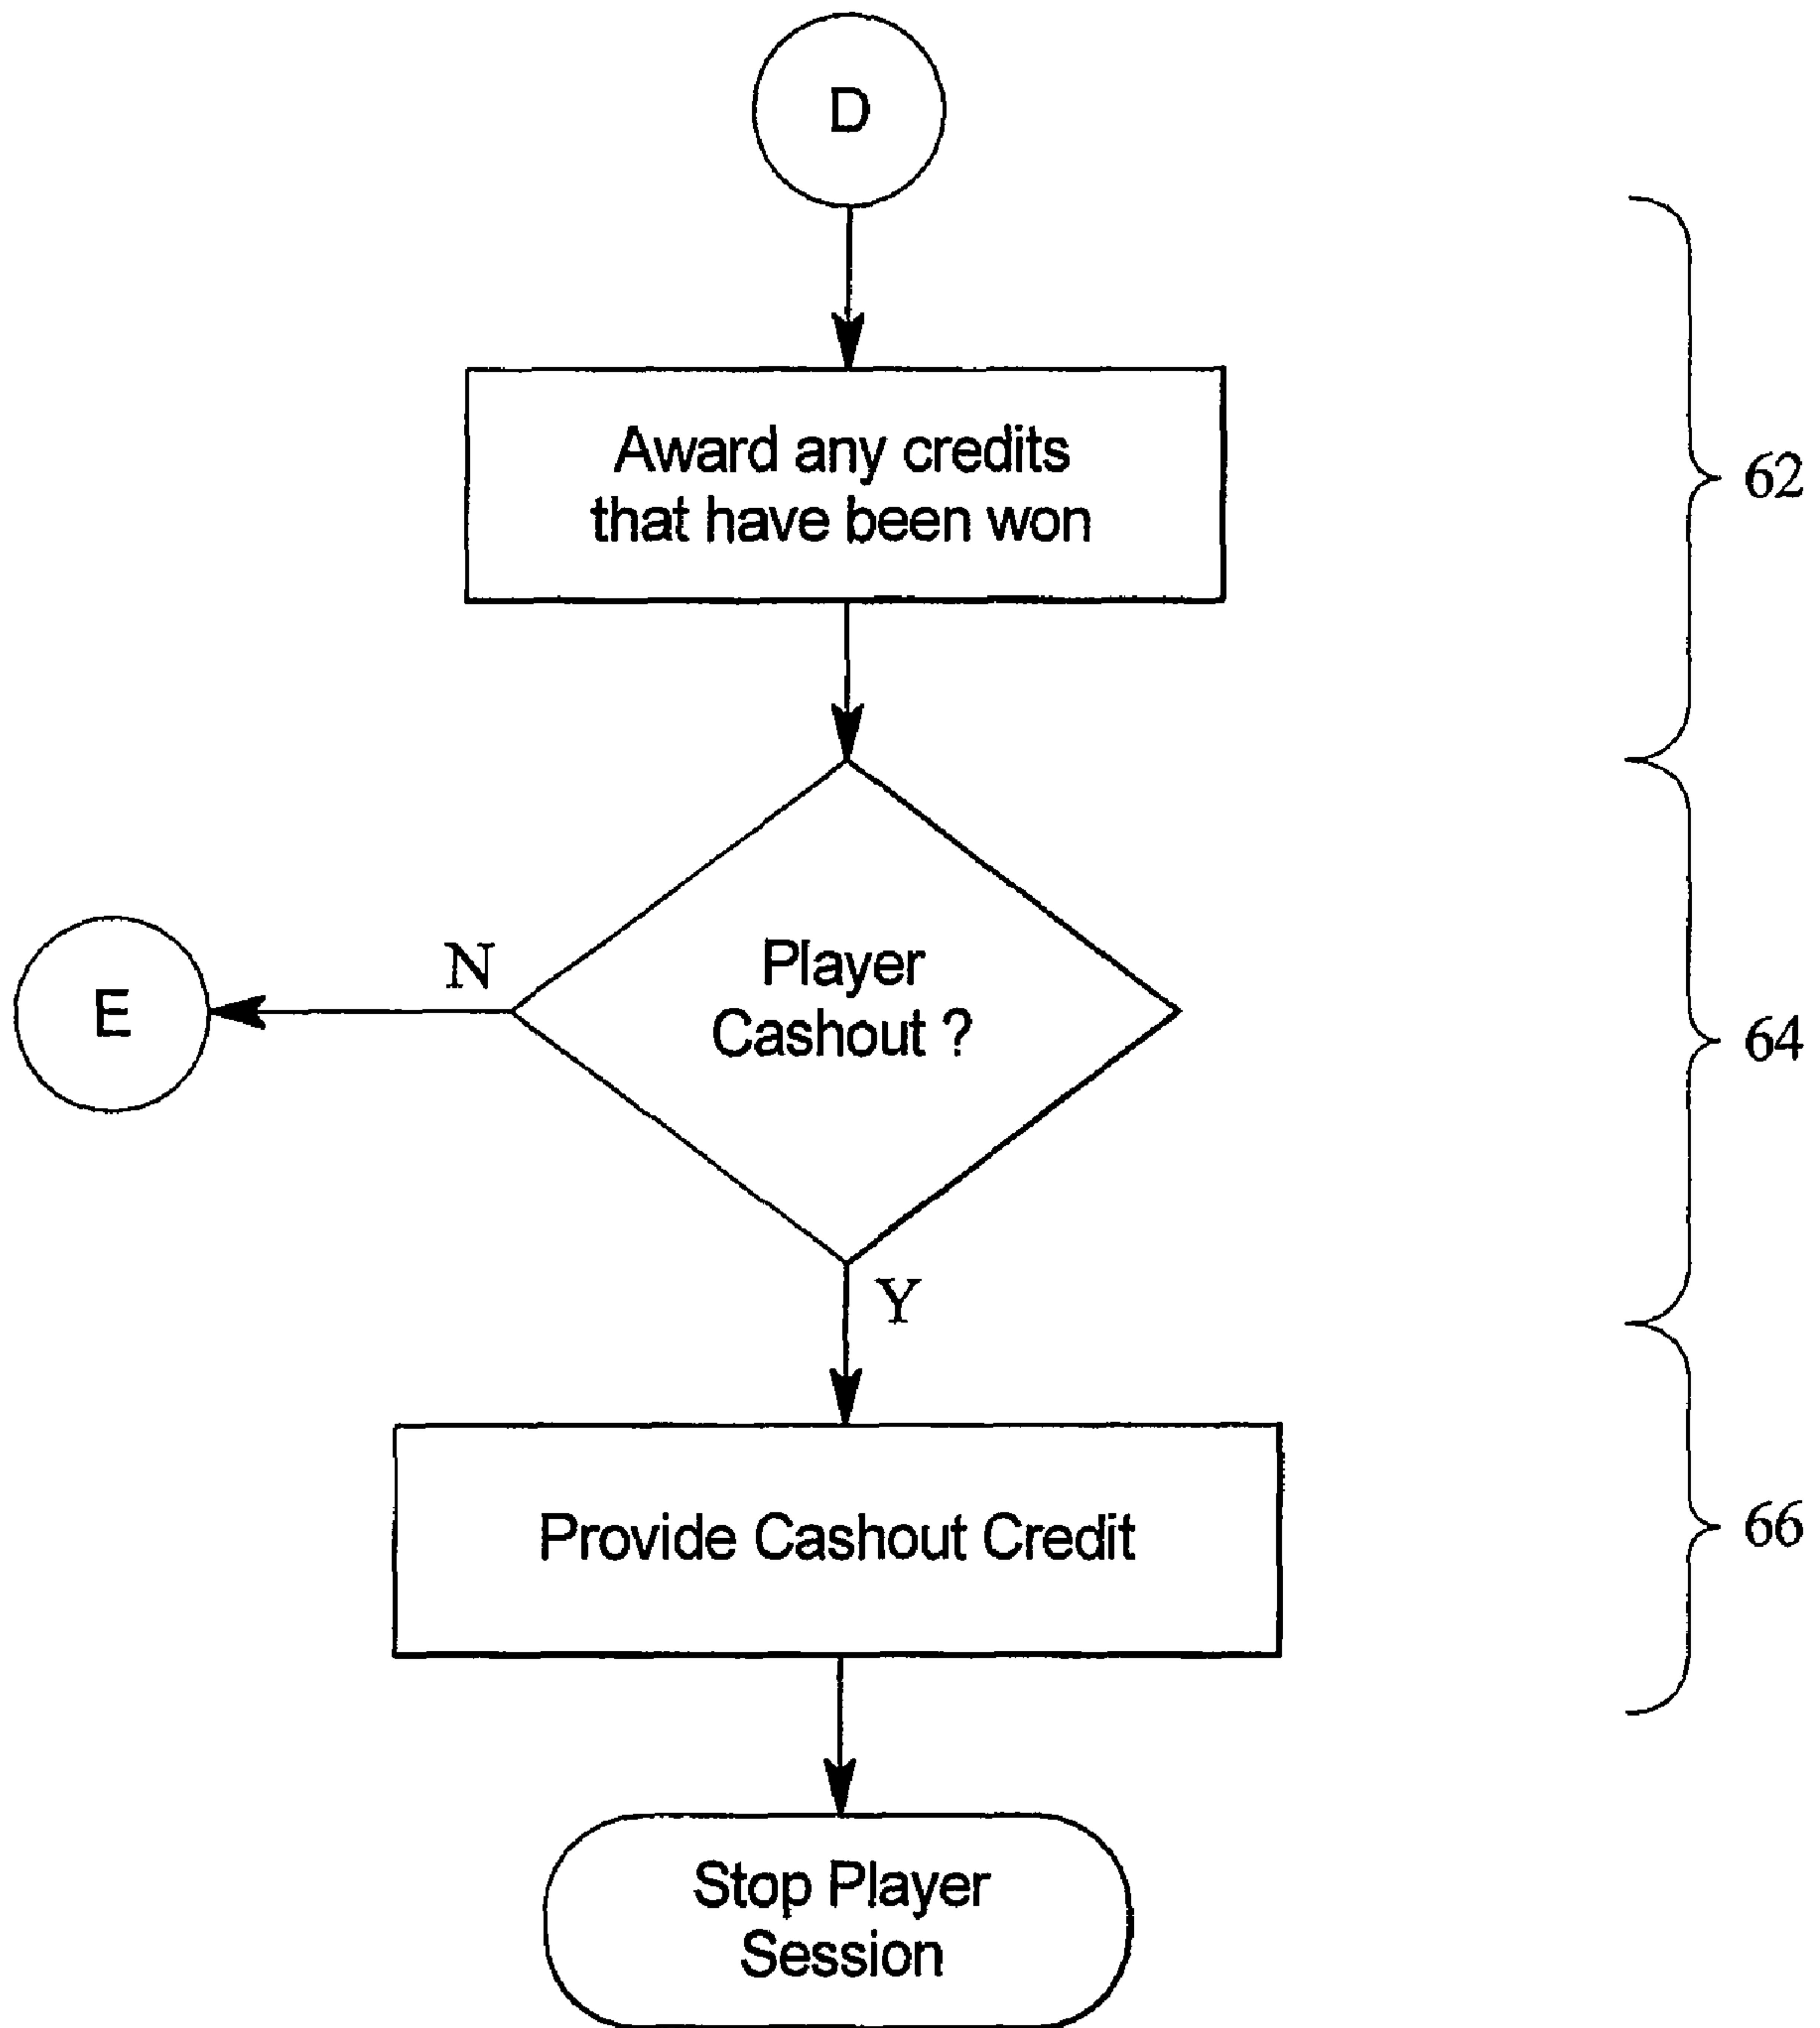 D
Award any credits
that have been won
62
Player
Cashout ?
N
E
64
Y
Provide Cashout Credit
66
Stop Player
Session